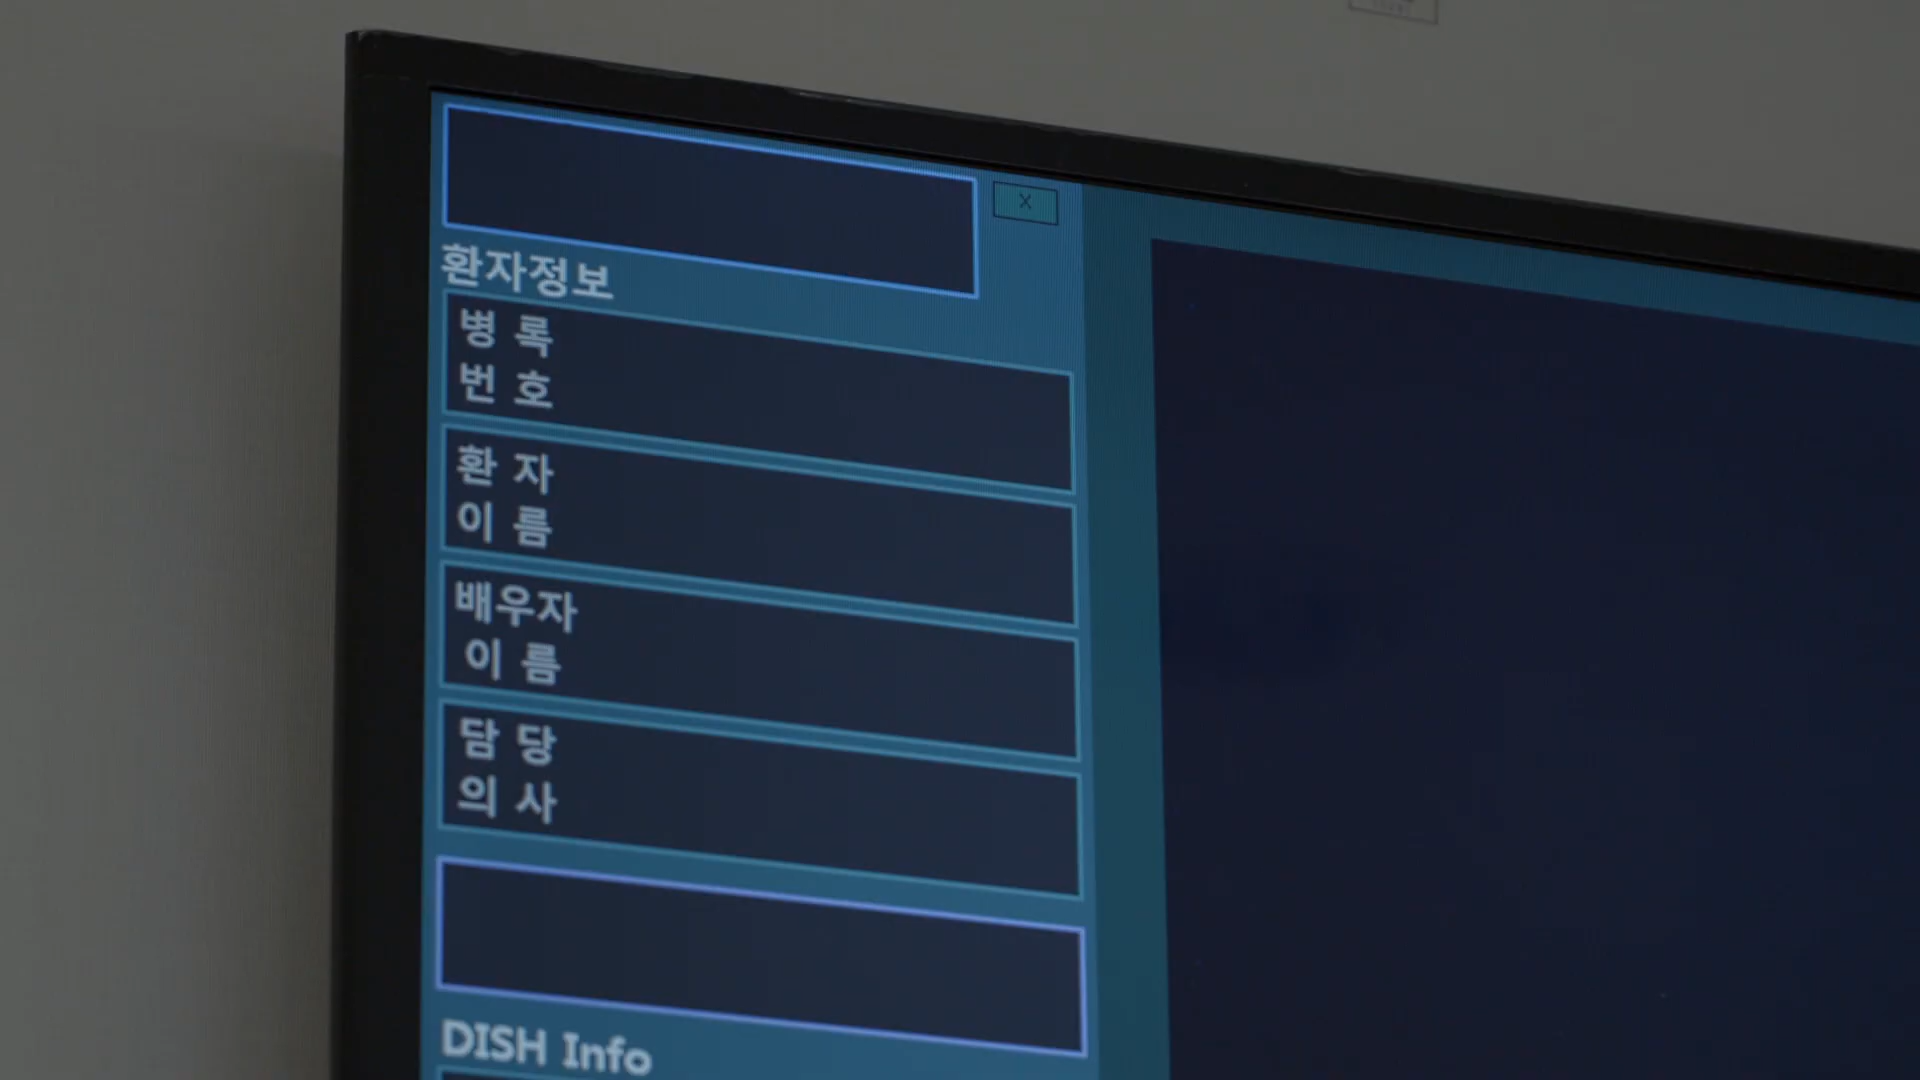 X
환자정보
병 록
번 호
환 자
이 름
배우자
이 름
담 당
의 사
DISH Info